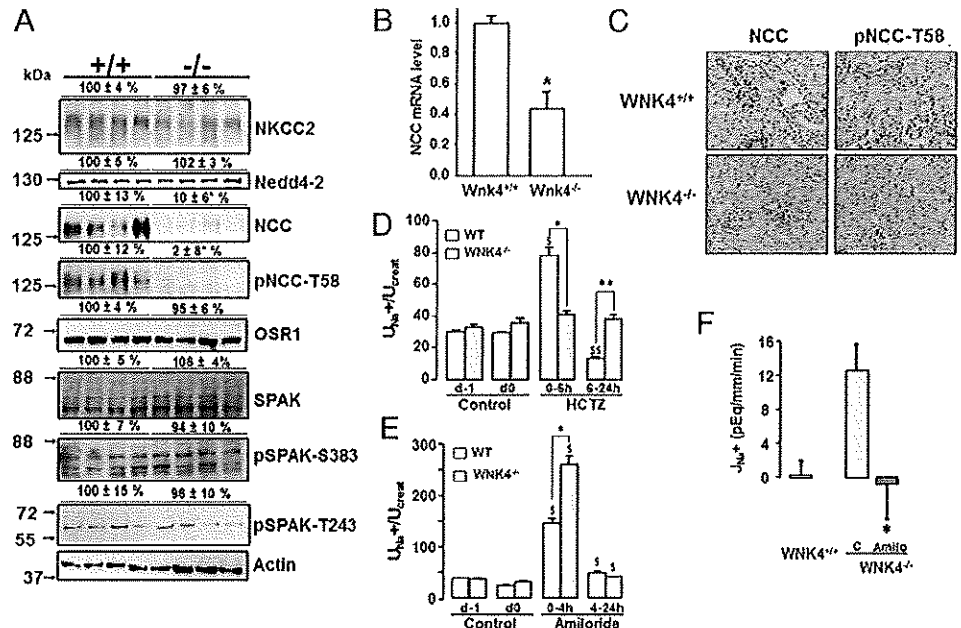 A
kDa
+/+
-/-
100 ± 4 %
97 ± 6 %
125
NKCC2
100 ± 5 %
102 ± 3 %
130
Nedd4-2
100 ± 13 %
10 ± 6* %
NCC
125
100 ± 12 %
2 ± 8* %
pNCC-T58
125
100 ± 4 %
95 ± 6 %
72
OSR1
100 ± 5 %
106 ± 4%
88
SPAK
100 ± 7 %
94 ± 10 %
88
pSPAK-S383
100 ± 15 %
96 ± 10 %
72
pSPAK-T243
55
Actin
37
B
NCC mRNA level
1.0
0.8
0.6
0.4
0.2
0.0
*
Wnk4+/+
Wnk4-/-
C
NCC
pNCC-T58
WNK4+/+
WNK4-/-
D
UNa+/Ucreat
100
80
60
40
20
0
WT
WNK4-/-
$
*
**
$$
d-1
d0
0-6h
6-24h
Control
HCTZ
E
UNa+/Ucreat
300
250
200
150
100
50
0
WT
WNK4-/-
$
*
$
$
$
d-1
d0
0-4h
4-24h
Control
Amiloride
F
JNa+ (pEq/mm/min)
16
12
8
4
0
*
WNK4+/+
C
Amilo
WNK4-/-